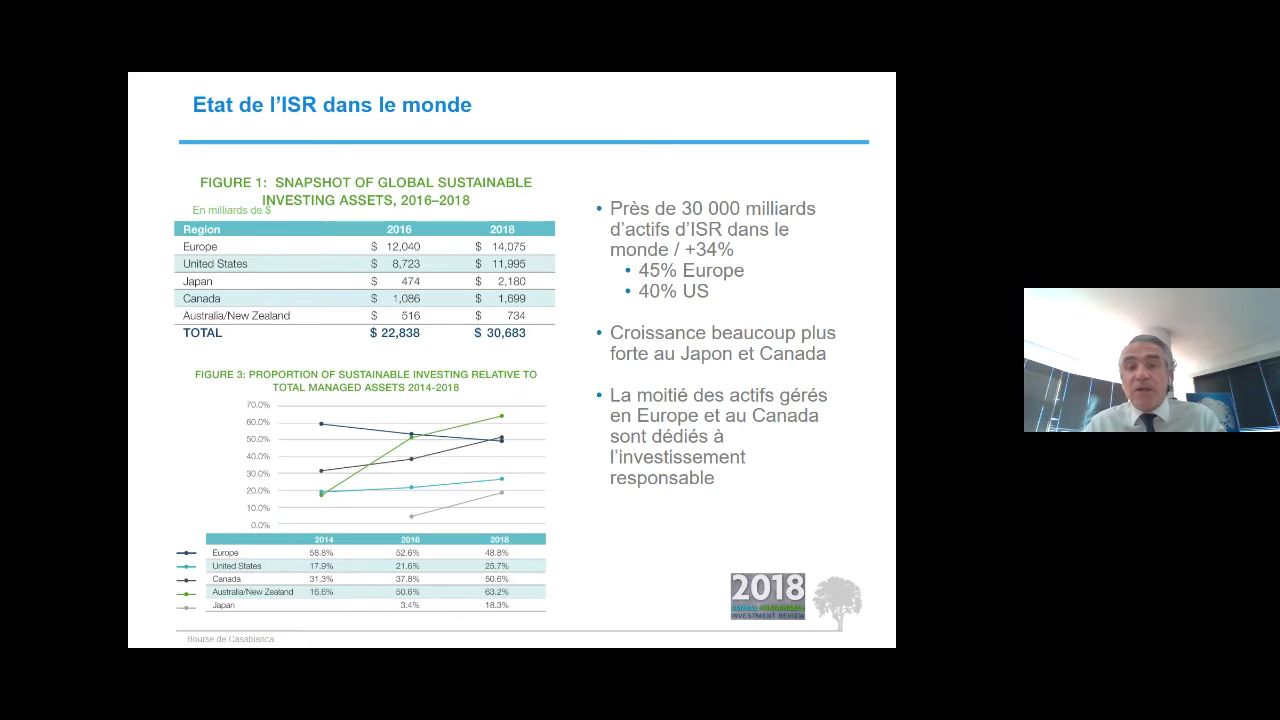 Etat de l’ISR dans le monde
FIGURE 1: SNAPSHOT OF GLOBAL SUSTAINABLE
INVESTING ASSETS, 2016–2018
En milliards de $
Region 2016 2018
Europe $ 12,040 $ 14,075
United States $ 8,723 $ 11,995
Japan $ 474 $ 2,180
Canada $ 1,086 $ 1,699
Australia/New Zealand $ 516 $ 734
TOTAL $ 22,838 $ 30,683
FIGURE 3: PROPORTION OF SUSTAINABLE INVESTING RELATIVE TO
TOTAL MANAGED ASSETS 2014-2018
70.0%
60.0%
50.0%
40.0%
30.0%
20.0%
10.0%
0.0%
2014 2016 2018
Europe 58.8% 52.6% 48.8%
United States 17.9% 21.6% 25.7%
Canada 31.3% 37.8% 50.6%
Australia/New Zealand 16.6% 50.6% 63.2%
Japan 3.4% 18.3%
• Près de 30 000 milliards
d’actifs d’ISR dans le
monde / +34%
• 45% Europe
• 40% US
• Croissance beaucoup plus
forte au Japon et Canada
• La moitié des actifs gérés
en Europe et au Canada
sont dédiés à
l’investissement
responsable
2018
GLOBAL SUSTAINABLE
INVESTMENT REVIEW
Bourse de Casablanca